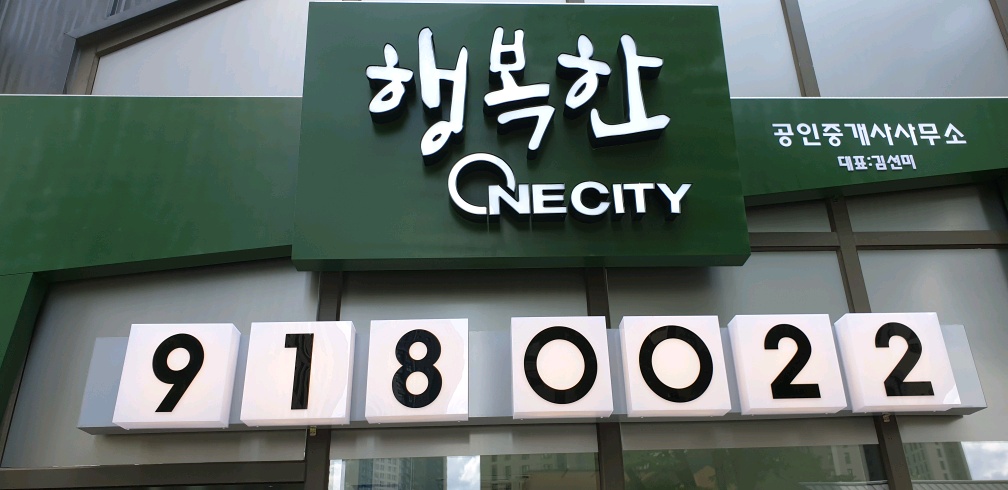 행복한
ONECITY
공인중개사사무소
대표:김선미
918 0022